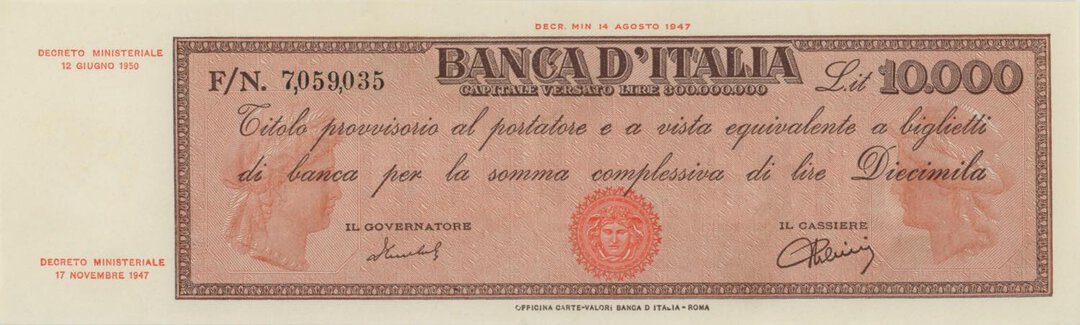 DECR. MIN 14 AGOSTO 1947
DECRETO MINISTERIALE
12 GIUGNO 1950
F/N. 7,059,035
BANCA D'ITALIA
CAPITALE VERSATO LIRE 300.000.000
Lit 10.000
Titolo provvisorio al portatore e a vista equivalente a biglietti
di banca per la somma complessiva di lire Diecimila
IL GOVERNATORE
IL CASSIERE
DECRETO MINISTERIALE
17 NOVEMBRE 1947
OFFICINA CARTE-VALORI BANCA D ITALIA - ROMA